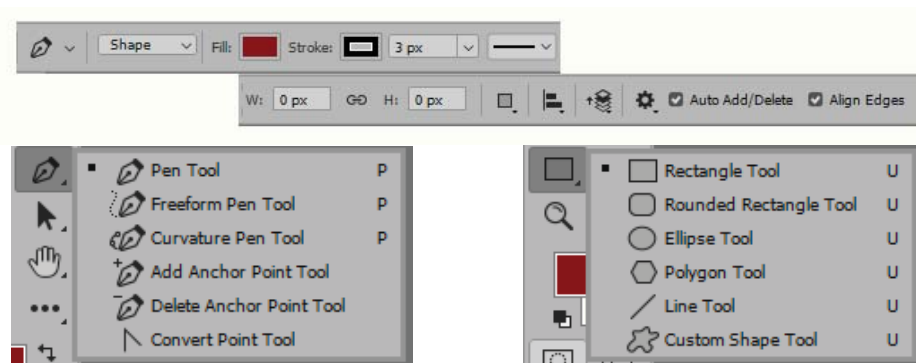 Shape Fill: Stroke: 3 px
W: 0 px H: 0 px Auto Add/Delete Align Edges
Pen Tool P
Freeform Pen Tool P
Curvature Pen Tool P
Add Anchor Point Tool
Delete Anchor Point Tool
Convert Point Tool
Rectangle Tool U
Rounded Rectangle Tool U
Ellipse Tool U
Polygon Tool U
Line Tool U
Custom Shape Tool U